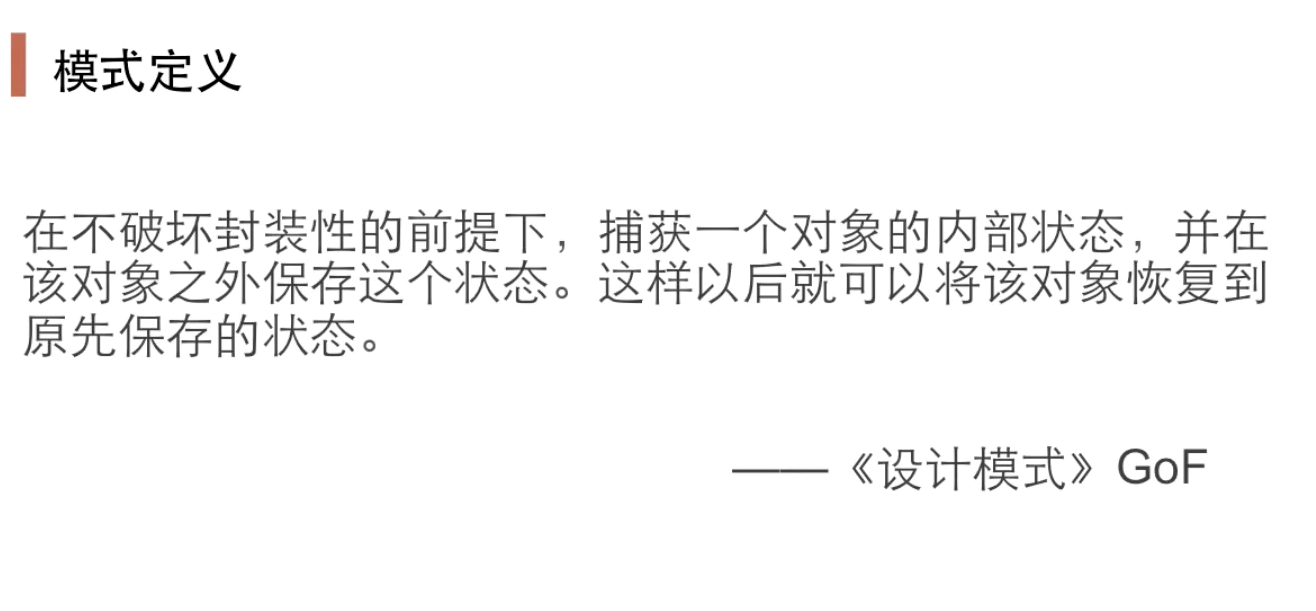 模式定义
在不破坏封装性的前提下，捕获一个对象的内部状态，并在
该对象之外保存这个状态。这样以后就可以将该对象恢复到
原先保存的状态。
——《设计模式》GoF